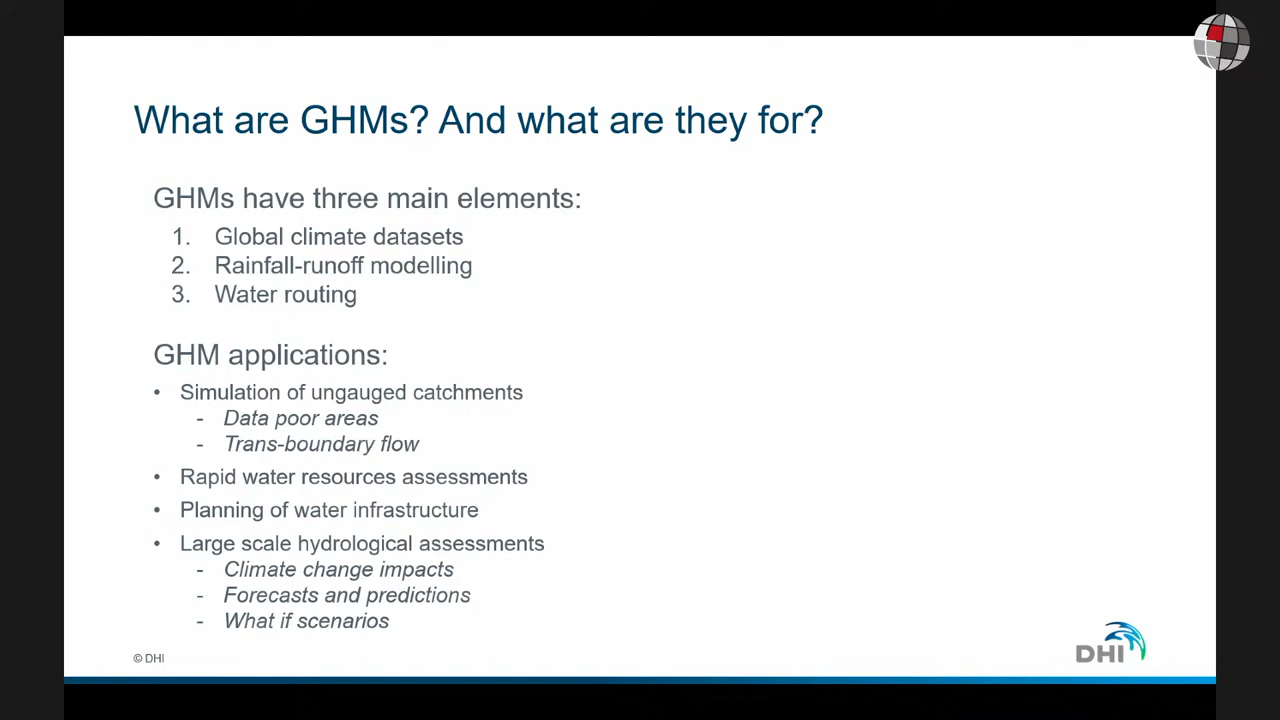 What are GHMs? And what are they for?
GHMs have three main elements:
1. Global climate datasets
2. Rainfall-runoff modelling
3. Water routing
GHM applications:
• Simulation of ungauged catchments
- Data poor areas
- Trans-boundary flow
• Rapid water resources assessments
• Planning of water infrastructure
• Large scale hydrological assessments
- Climate change impacts
- Forecasts and predictions
- What if scenarios
© DHI
DHI